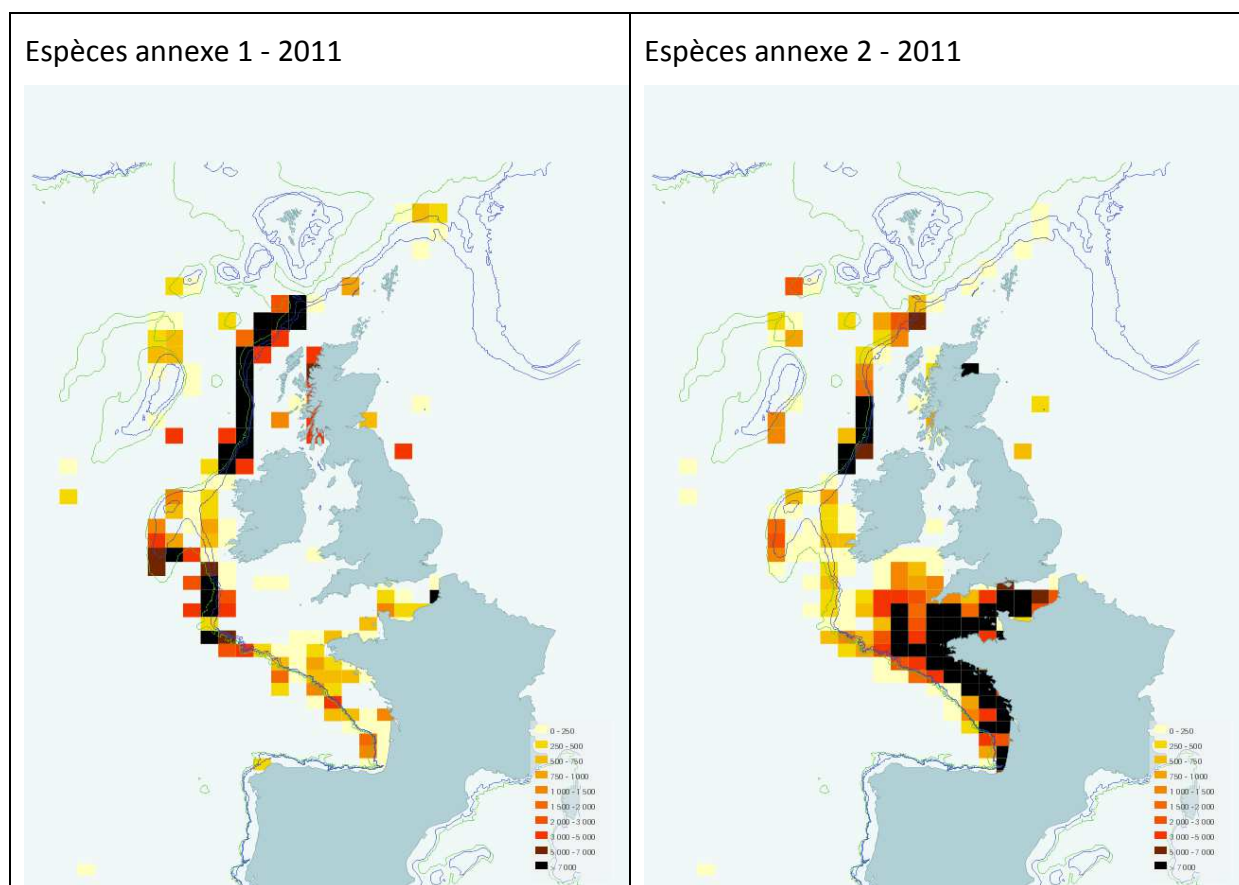 Espèces annexe 1 - 2011
0 - 250
250 - 500
500 - 750
750 - 1 000
1 000 - 1 500
1 500 - 2 000
2 000 - 3 000
3 000 - 5 000
5 000 - 7 000
> 7 000
Espèces annexe 2 - 2011
0 - 250
250 - 500
500 - 750
750 - 1 000
1 000 - 1 500
1 500 - 2 000
2 000 - 3 000
3 000 - 5 000
5 000 - 7 000
> 7 000